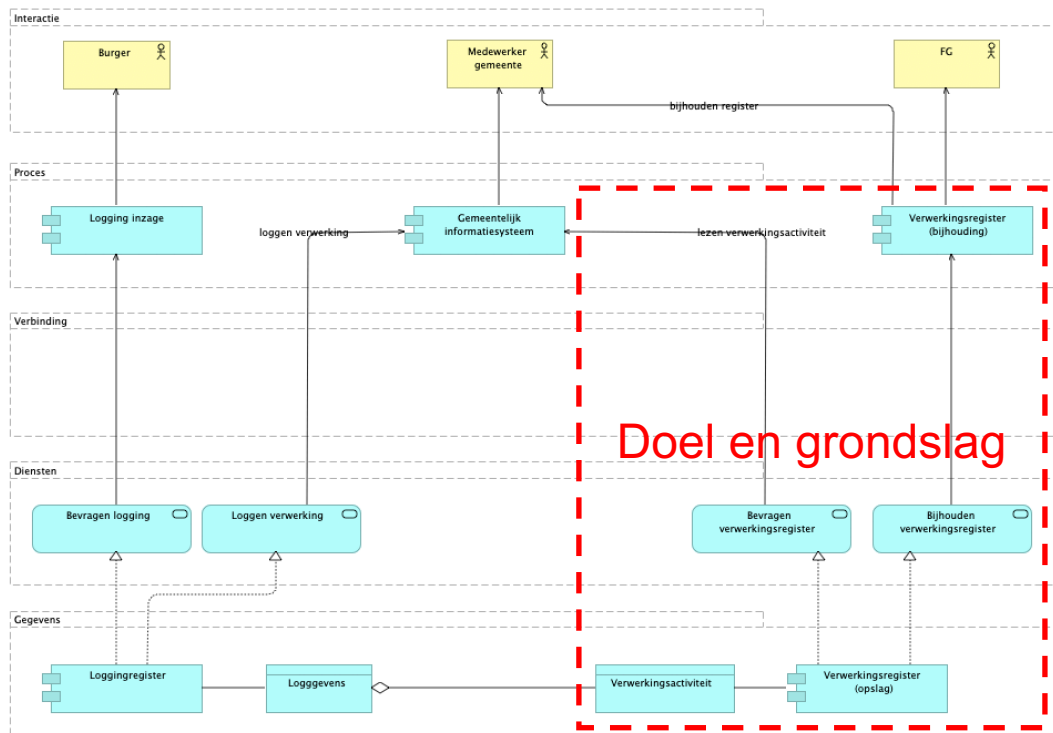 Interactie
Burger
Medewerker
gemeente
FG
bijhouden register
Proces
Logging inzage
Gemeentelijk
informatiesysteem
Verwerkingsregister
(bijhouding)
loggen verwerking
lezen verwerkingsactiviteit
Verbinding
Doel en grondslag
Diensten
Bevragen logging
Loggen verwerking
Bevragen
verwerkingsregister
Bijhouden
verwerkingsregister
Gegevens
Loggingregister
Logggevens
Verwerkingsactiviteit
Verwerkingsregister
(opslag)